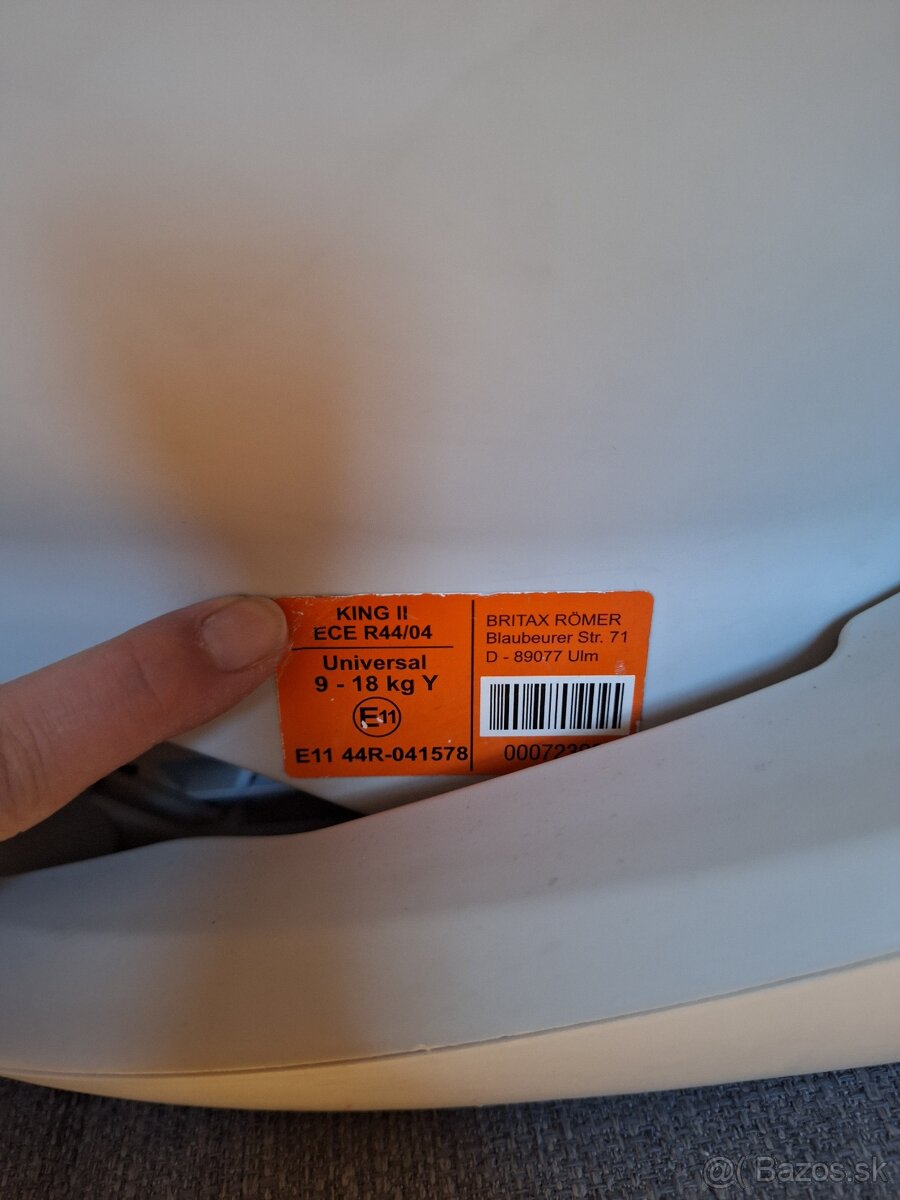 KING II
ECE R44/04
Universal
9 - 18 kg Y
E11
E11 44R-041578
BRITAX RÖMER
Blaubeurer Str. 71
D - 89077 Ulm
@( Bazos.sk